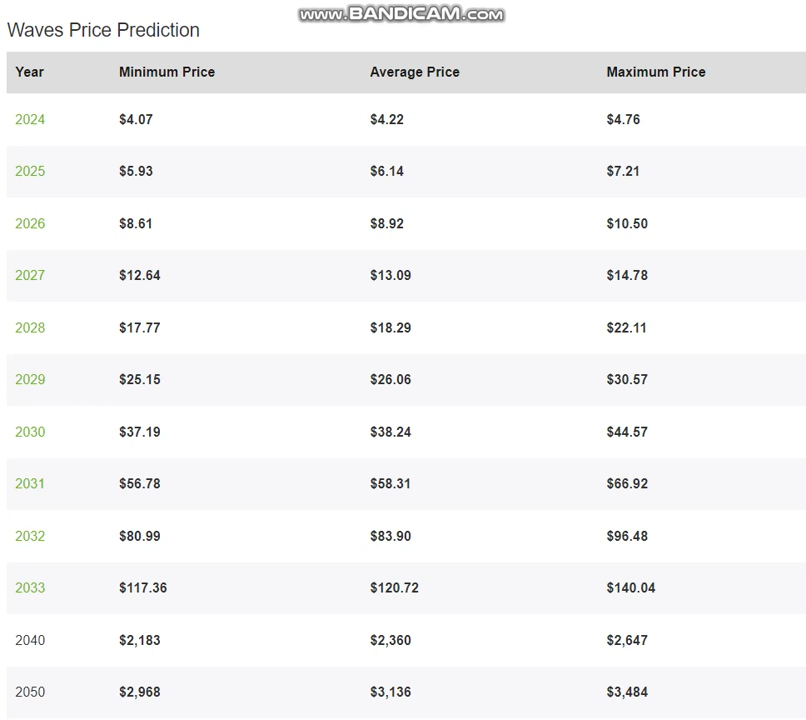 www.BANDICAM.com
Waves Price Prediction
Year Minimum Price Average Price Maximum Price
2024 $4.07 $4.22 $4.76
2025 $5.93 $6.14 $7.21
2026 $8.61 $8.92 $10.50
2027 $12.64 $13.09 $14.78
2028 $17.77 $18.29 $22.11
2029 $25.15 $26.06 $30.57
2030 $37.19 $38.24 $44.57
2031 $56.78 $58.31 $66.92
2032 $80.99 $83.90 $96.48
2033 $117.36 $120.72 $140.04
2040 $2,183 $2,360 $2,647
2050 $2,968 $3,136 $3,484